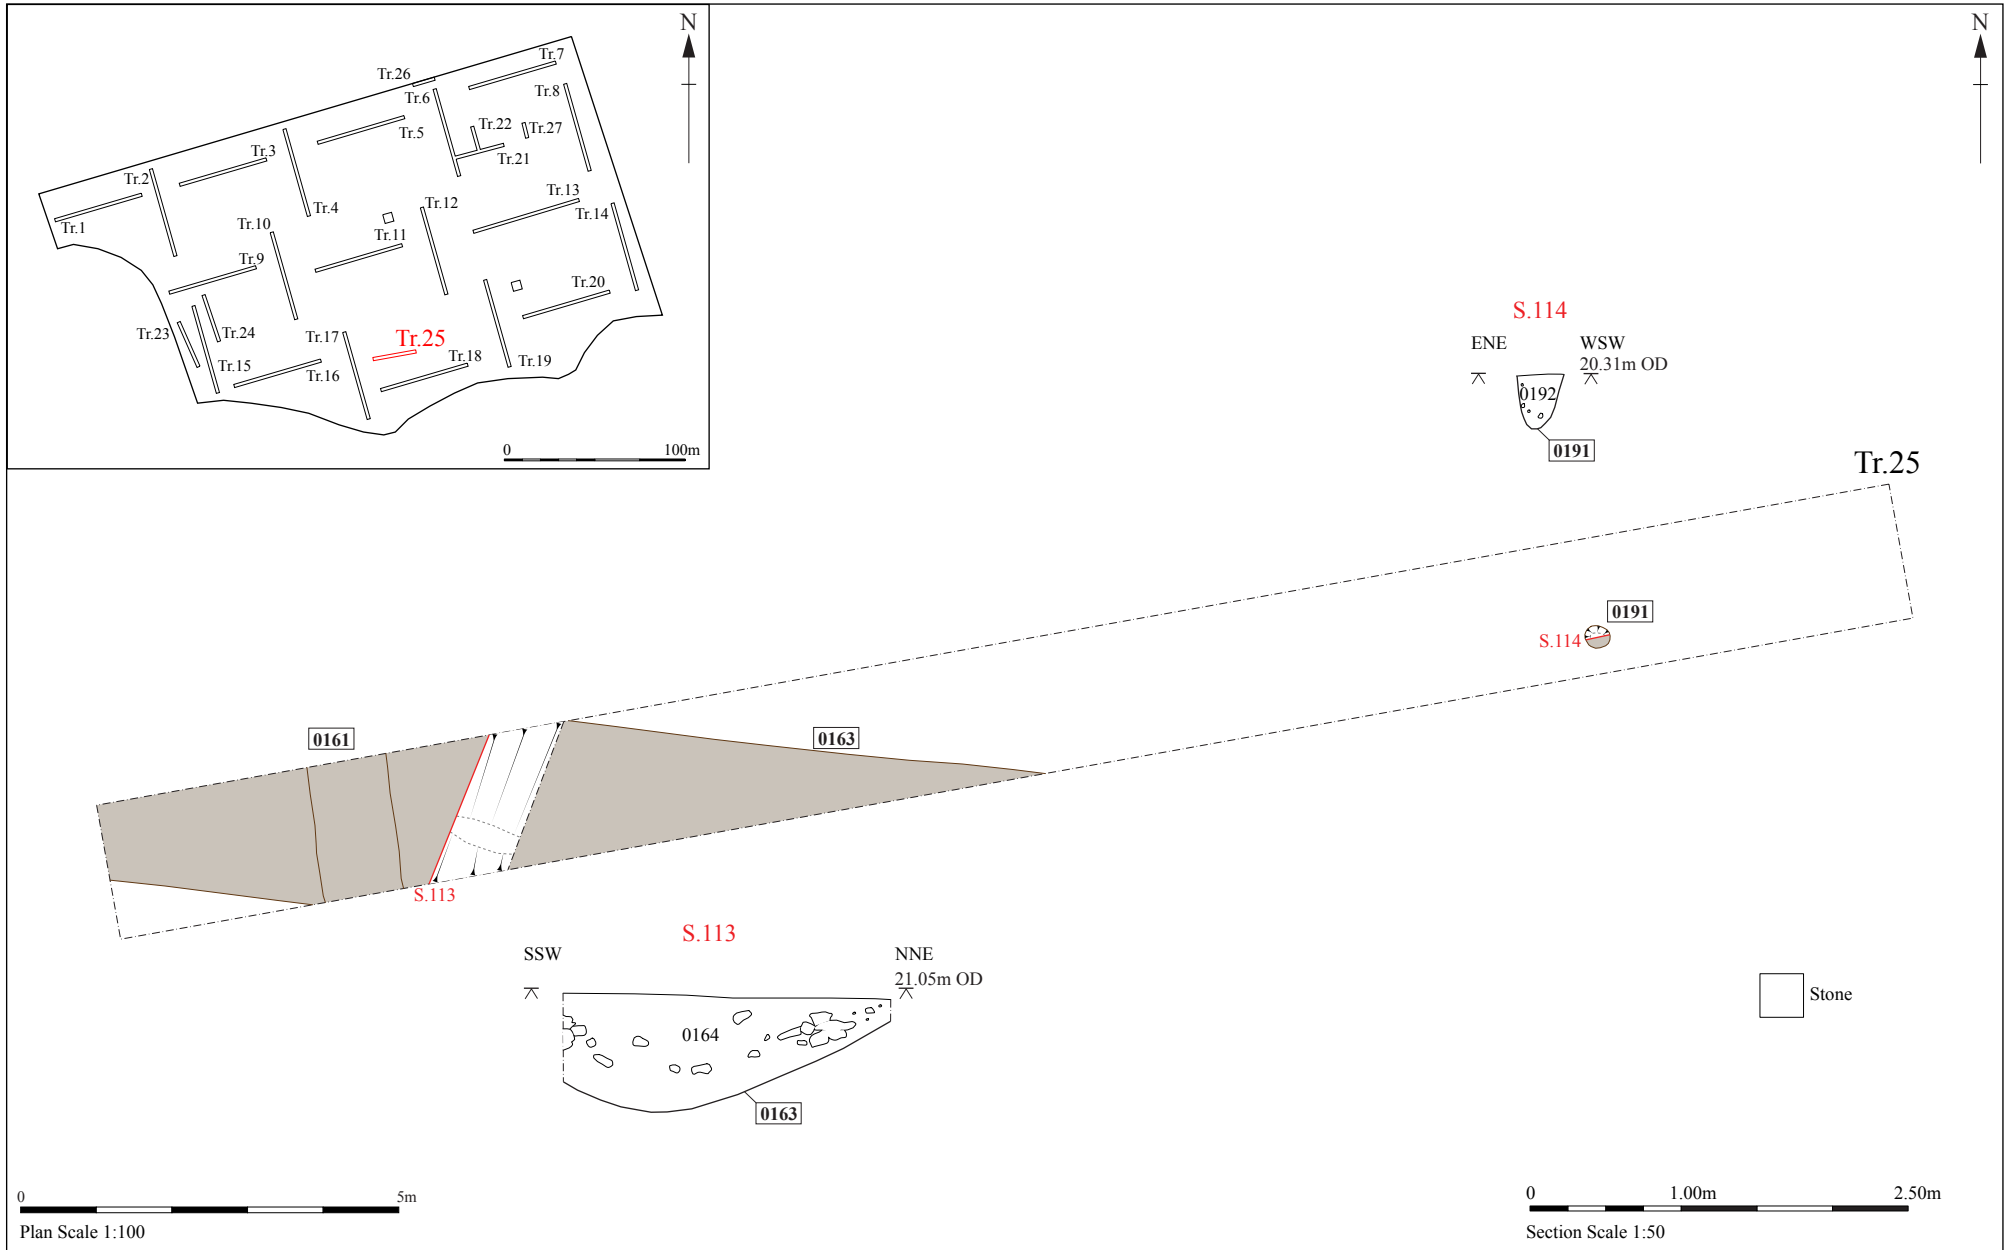 N
Tr.7
Tr.26
Tr.8
Tr.6
Tr.22
Tr.27
Tr.5
Tr.21
Tr.3
Tr.2
Tr.13
Tr.12
Tr.14
Tr.4
Tr.1
Tr.10
Tr.11
Tr.9
Tr.20
Tr.23
Tr.24
Tr.17
Tr.25
Tr.18
Tr.19
Tr.15
Tr.16
0
100m
N
S.114
ENE
WSW
20.31m OD
0192
0191
Tr.25
0191
S.114
0161
0163
S.113
S.113
SSW
NNE
21.05m OD
0164
0163
Stone
0
5m
Plan Scale 1:100
0
1.00m
2.50m
Section Scale 1:50